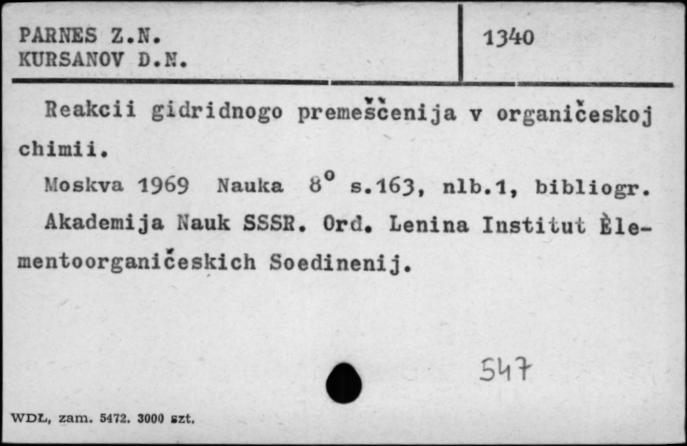 PARNES Z.N.
KURSANOV D.N.
1340
Reakcii gidridnogo premeščenija v organičeskoj
chimii.
Moskva 1969 Nauka 8° s.163, nlb.1, bibliogr.
Akademija Nauk SSSR. Ord. Lenina Institut Ėle-
mentoorganičeskich Soedinenij.
547
WDL, zam. 5472. 3000 szt.